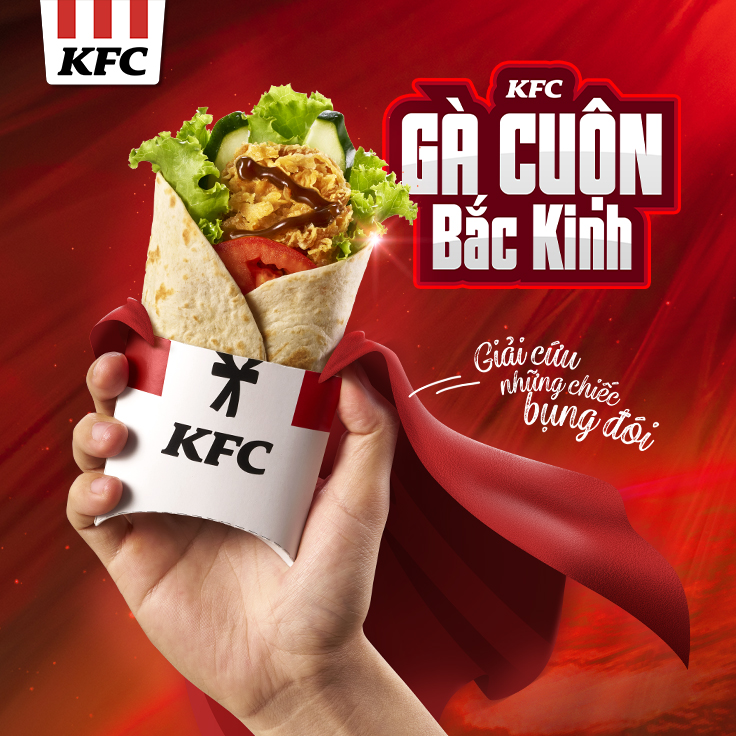 KFC
KFC
GÀ CUỘN
Bắc Kinh
Giải cứu
những chiếc
bụng đói
KFC